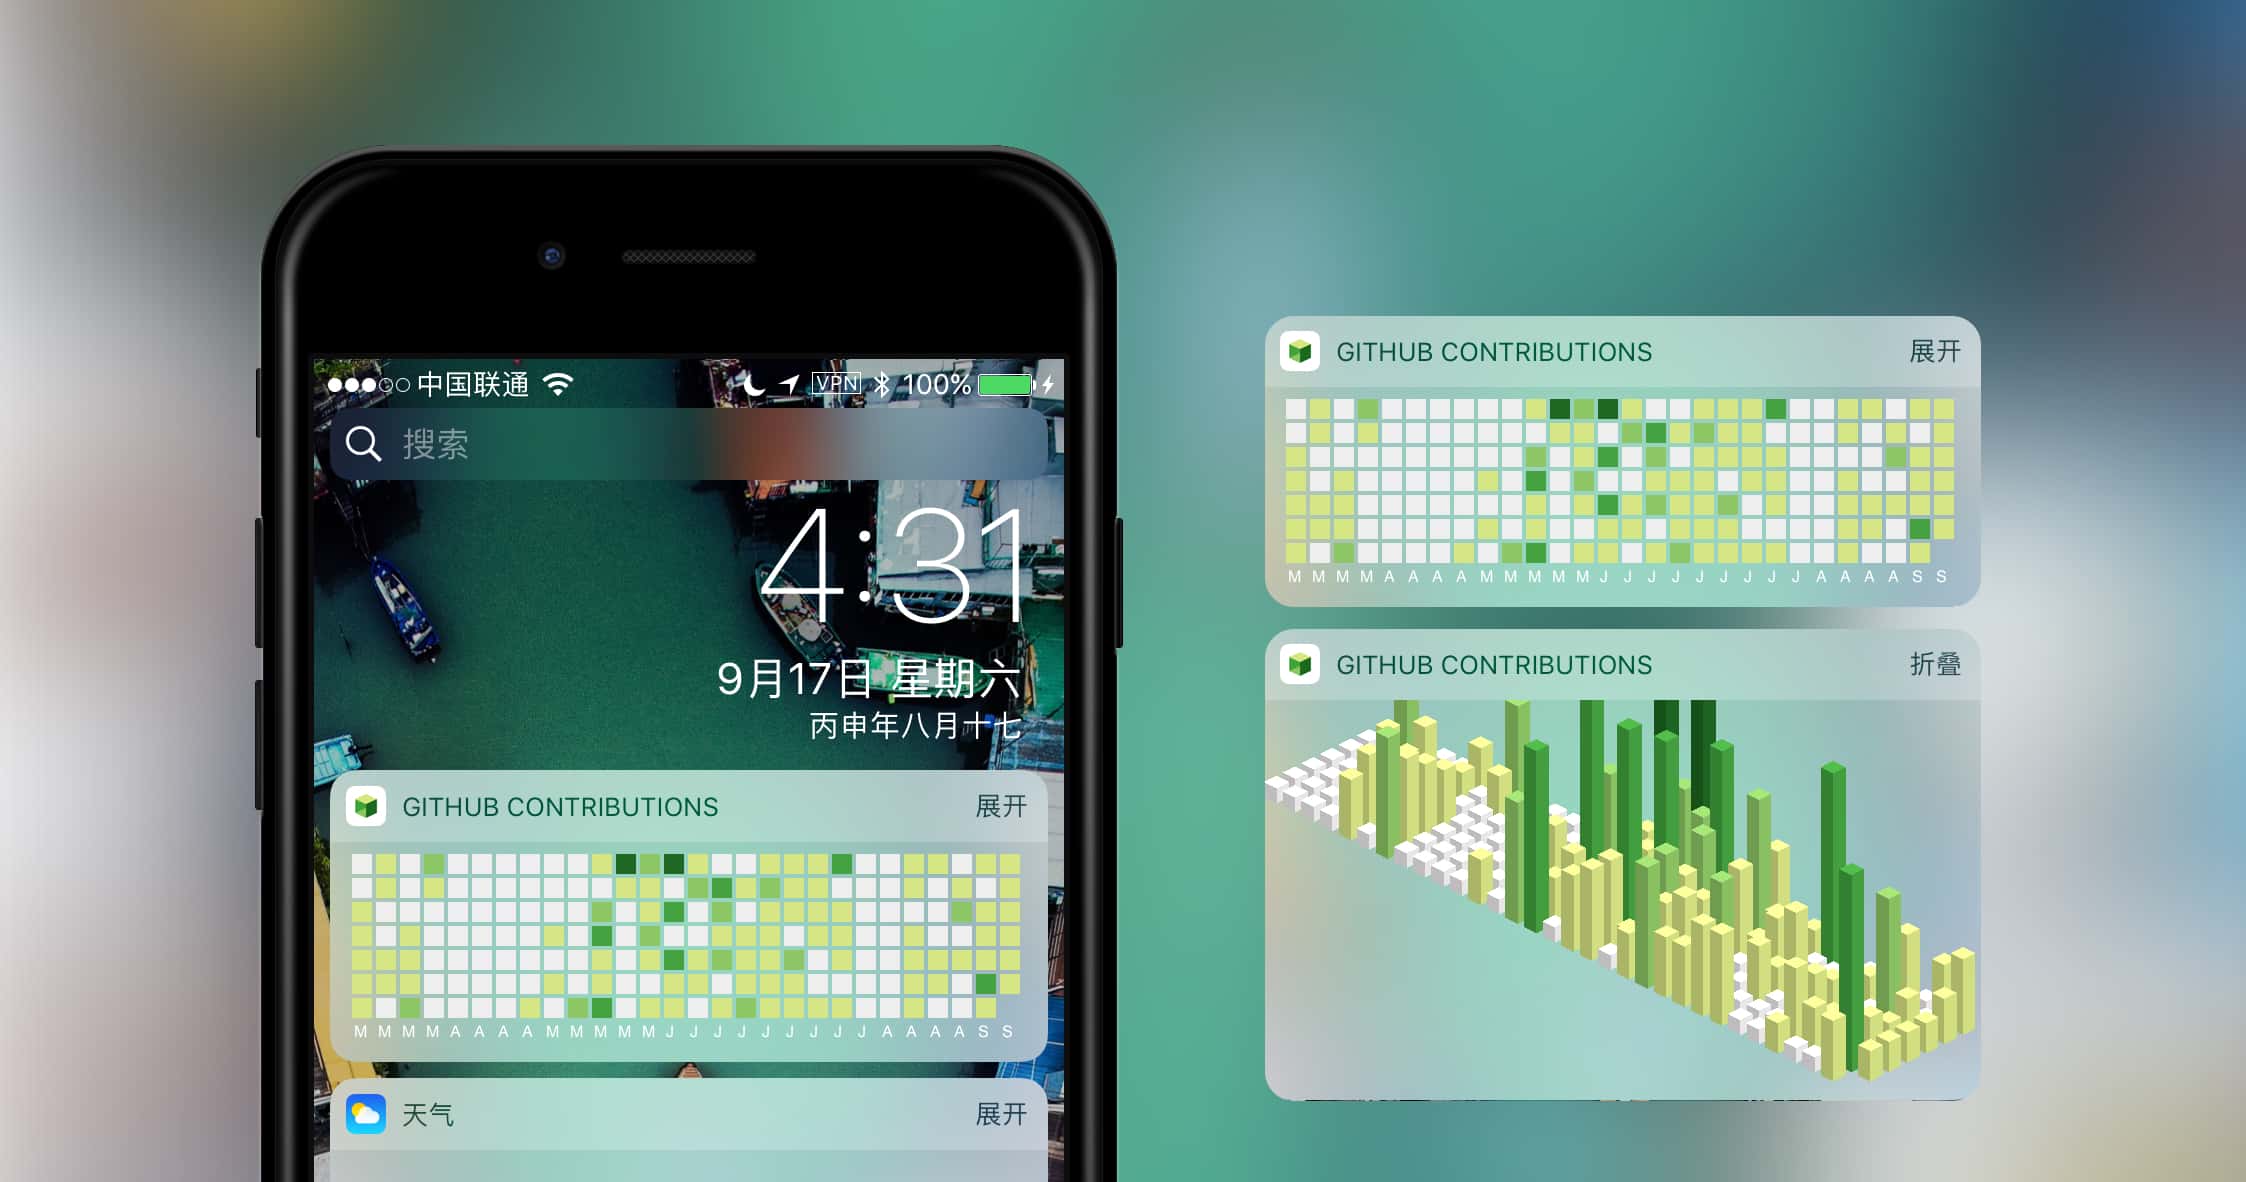 中国联通 VPN 100%
搜索
4:31
9月17日 星期六
丙申年八月十七
GITHUB CONTRIBUTIONS 展开
M M M M A A A A M M M M M J J J J J J J J J A A A A S S
天气 展开
GITHUB CONTRIBUTIONS 展开
M M M M A A A A M M M M M J J J J J J J J J A A A A S S
GITHUB CONTRIBUTIONS 折叠